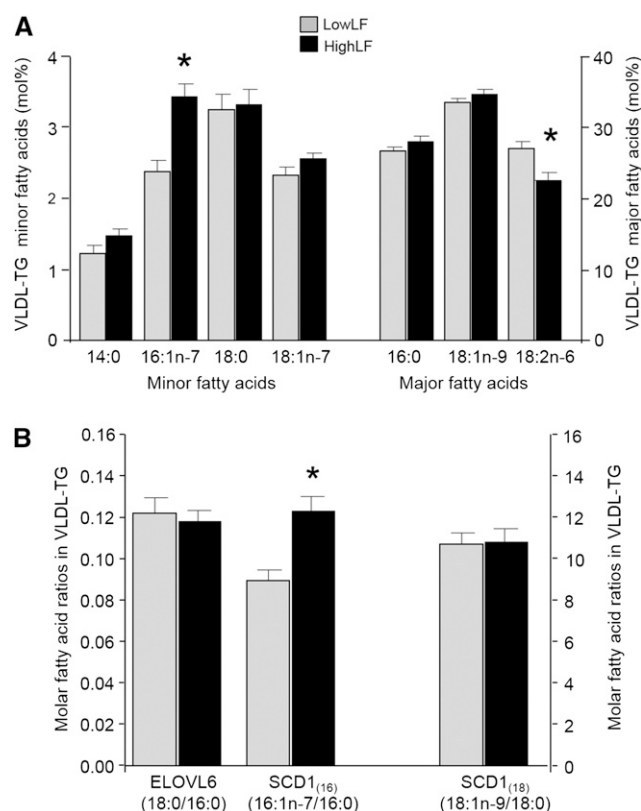 A
LowLF
HighLF
VLDL-TG minor fatty acids (mol%)
4
3
2
1
0
*
*
40
30
20
10
0
VLDL-TG major fatty acids (mol%)
14:0 16:1n-7 18:0 18:1n-7 16:0 18:1n-9 18:2n-6
Minor fatty acids Major fatty acids
B
Molar fatty acid ratios in VLDL-TG
0.16
0.14
0.12
0.10
0.08
0.06
0.04
0.02
0.00
*
16
14
12
10
8
6
4
2
0
Molar fatty acid ratios in VLDL-TG
ELOVL6 SCD1(16) SCD1(18)
(18:0/16:0) (16:1n-7/16:0) (18:1n-9/18:0)